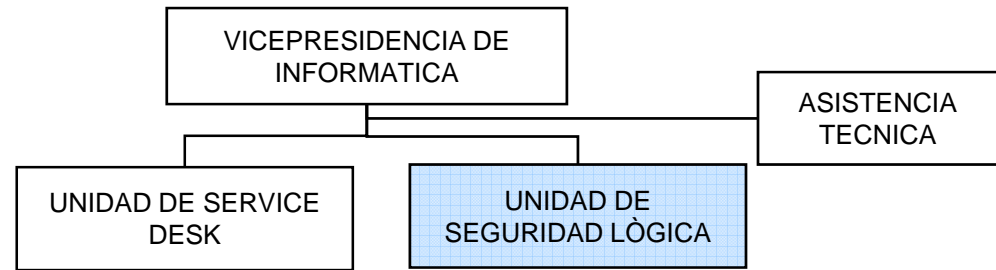 VICEPRESIDENCIA DE
INFORMATICA
ASISTENCIA
TECNICA
UNIDAD DE SERVICE
DESK
UNIDAD DE
SEGURIDAD LÒGICA